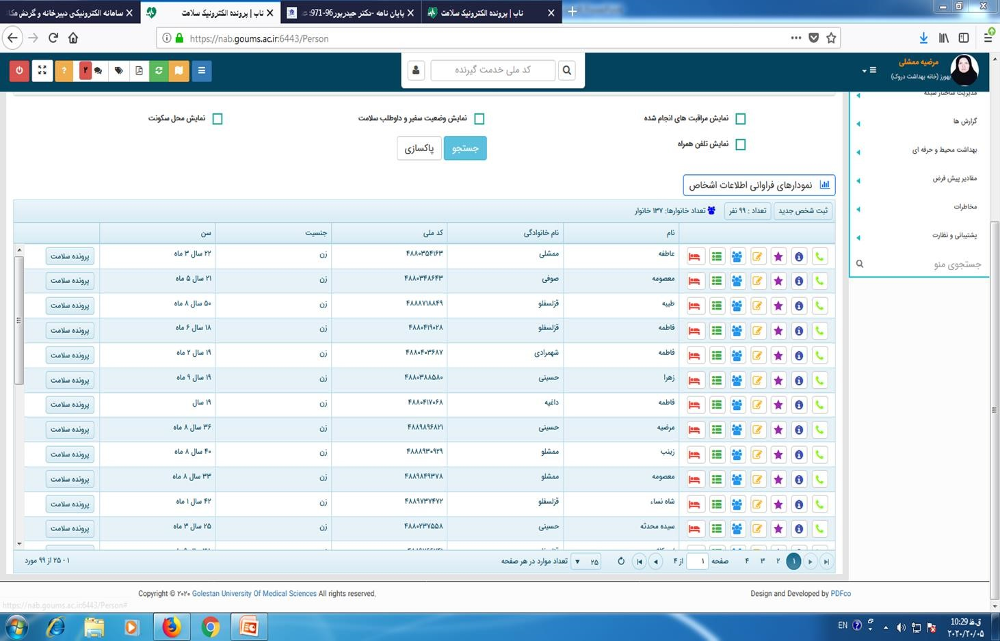 سامانه الکترونیکی دبیرخانه و گردش مکا
ناب | پرونده الکترونیک سلامت
پایان نامه -دکتر حیدرپور96-971:
ناب | پرونده الکترونیک سلامت
https://nab.goums.ac.ir:6443/Person
مرضیه ممشلی
بهورز (خانه بهداشت دروک)
کد ملی خدمت گیرنده
۲
مدیریت ساختار شبکه
گزارش ها
بهداشت محیط و حرفه ای
مقادیر پیش فرض
مخاطرات
پشتیبانی و نظارت
جستجوی منو
نمایش مراقبت های انجام شده
نمایش وضعیت سفیر و داوطلب سلامت
نمایش محل سکونت
نمایش تلفن همراه
جستجو
پاکسازی
نمودارهای فراوانی اطلاعات اشخاص
ثبت شخص جدید تعداد : ۹۹ نفر تعداد خانوارها: ۱۳۷ خانوار
نام نام خانوادگی کد ملی جنسیت سن
عاطفه ممشلی ۴۸۸۰۳۵۴۱۶۳ زن ۲۲ سال ۳ ماه پرونده سلامت
معصومه صوفی ۴۸۸۰۳۴۸۶۴۳ زن ۲۱ سال ۵ ماه پرونده سلامت
طیبه قزلسفلو ۴۸۸۸۷۱۸۸۴۹ زن ۵۰ سال ۸ ماه پرونده سلامت
فاطمه قزلسفلو ۴۸۸۰۴۱۹۰۲۸ زن ۱۸ سال ۶ ماه پرونده سلامت
فاطمه شهمرادی ۴۸۸۰۴۰۳۶۸۷ زن ۱۹ سال ۲ ماه پرونده سلامت
زهرا حسینی ۴۸۸۰۳۸۸۵۸۰ زن ۱۹ سال ۹ ماه پرونده سلامت
فاطمه داغیه ۴۸۸۰۴۱۷۰۶۸ زن ۱۹ سال پرونده سلامت
مرضیه حسینی ۴۸۸۹۸۹۶۸۲۱ زن ۳۶ سال ۸ ماه پرونده سلامت
زینب ممشلو ۴۸۸۸۹۳۰۹۲۹ زن ۴۰ سال ۸ ماه پرونده سلامت
معصومه ممشلو ۴۸۸۹۸۴۹۳۷۸ زن ۳۳ سال ۸ ماه پرونده سلامت
شاه نساء قزلسفلو ۴۸۸۹۷۳۷۴۷۲ زن ۴۲ سال ۱ ماه پرونده سلامت
سیده محدثه حسینی ۴۸۸۰۲۳۷۵۵۸ زن ۲۵ سال ۳ ماه پرونده سلامت
۱ ۲ ۳ ۴ صفحه ۱ از ۴ ۲۵ تعداد موارد در هر صفحه
۱ - ۲۵ از ۹۹ مورد
Copyright © ۲۰۲۰ Golestan University Of Medical Sciences All rights reserved,
Design and Developed by PDFco
https://nab.goums.ac.ir:6443/Person#
EN
10:29 ق.ظ
۲۰۲۰/۲۰/۰۵